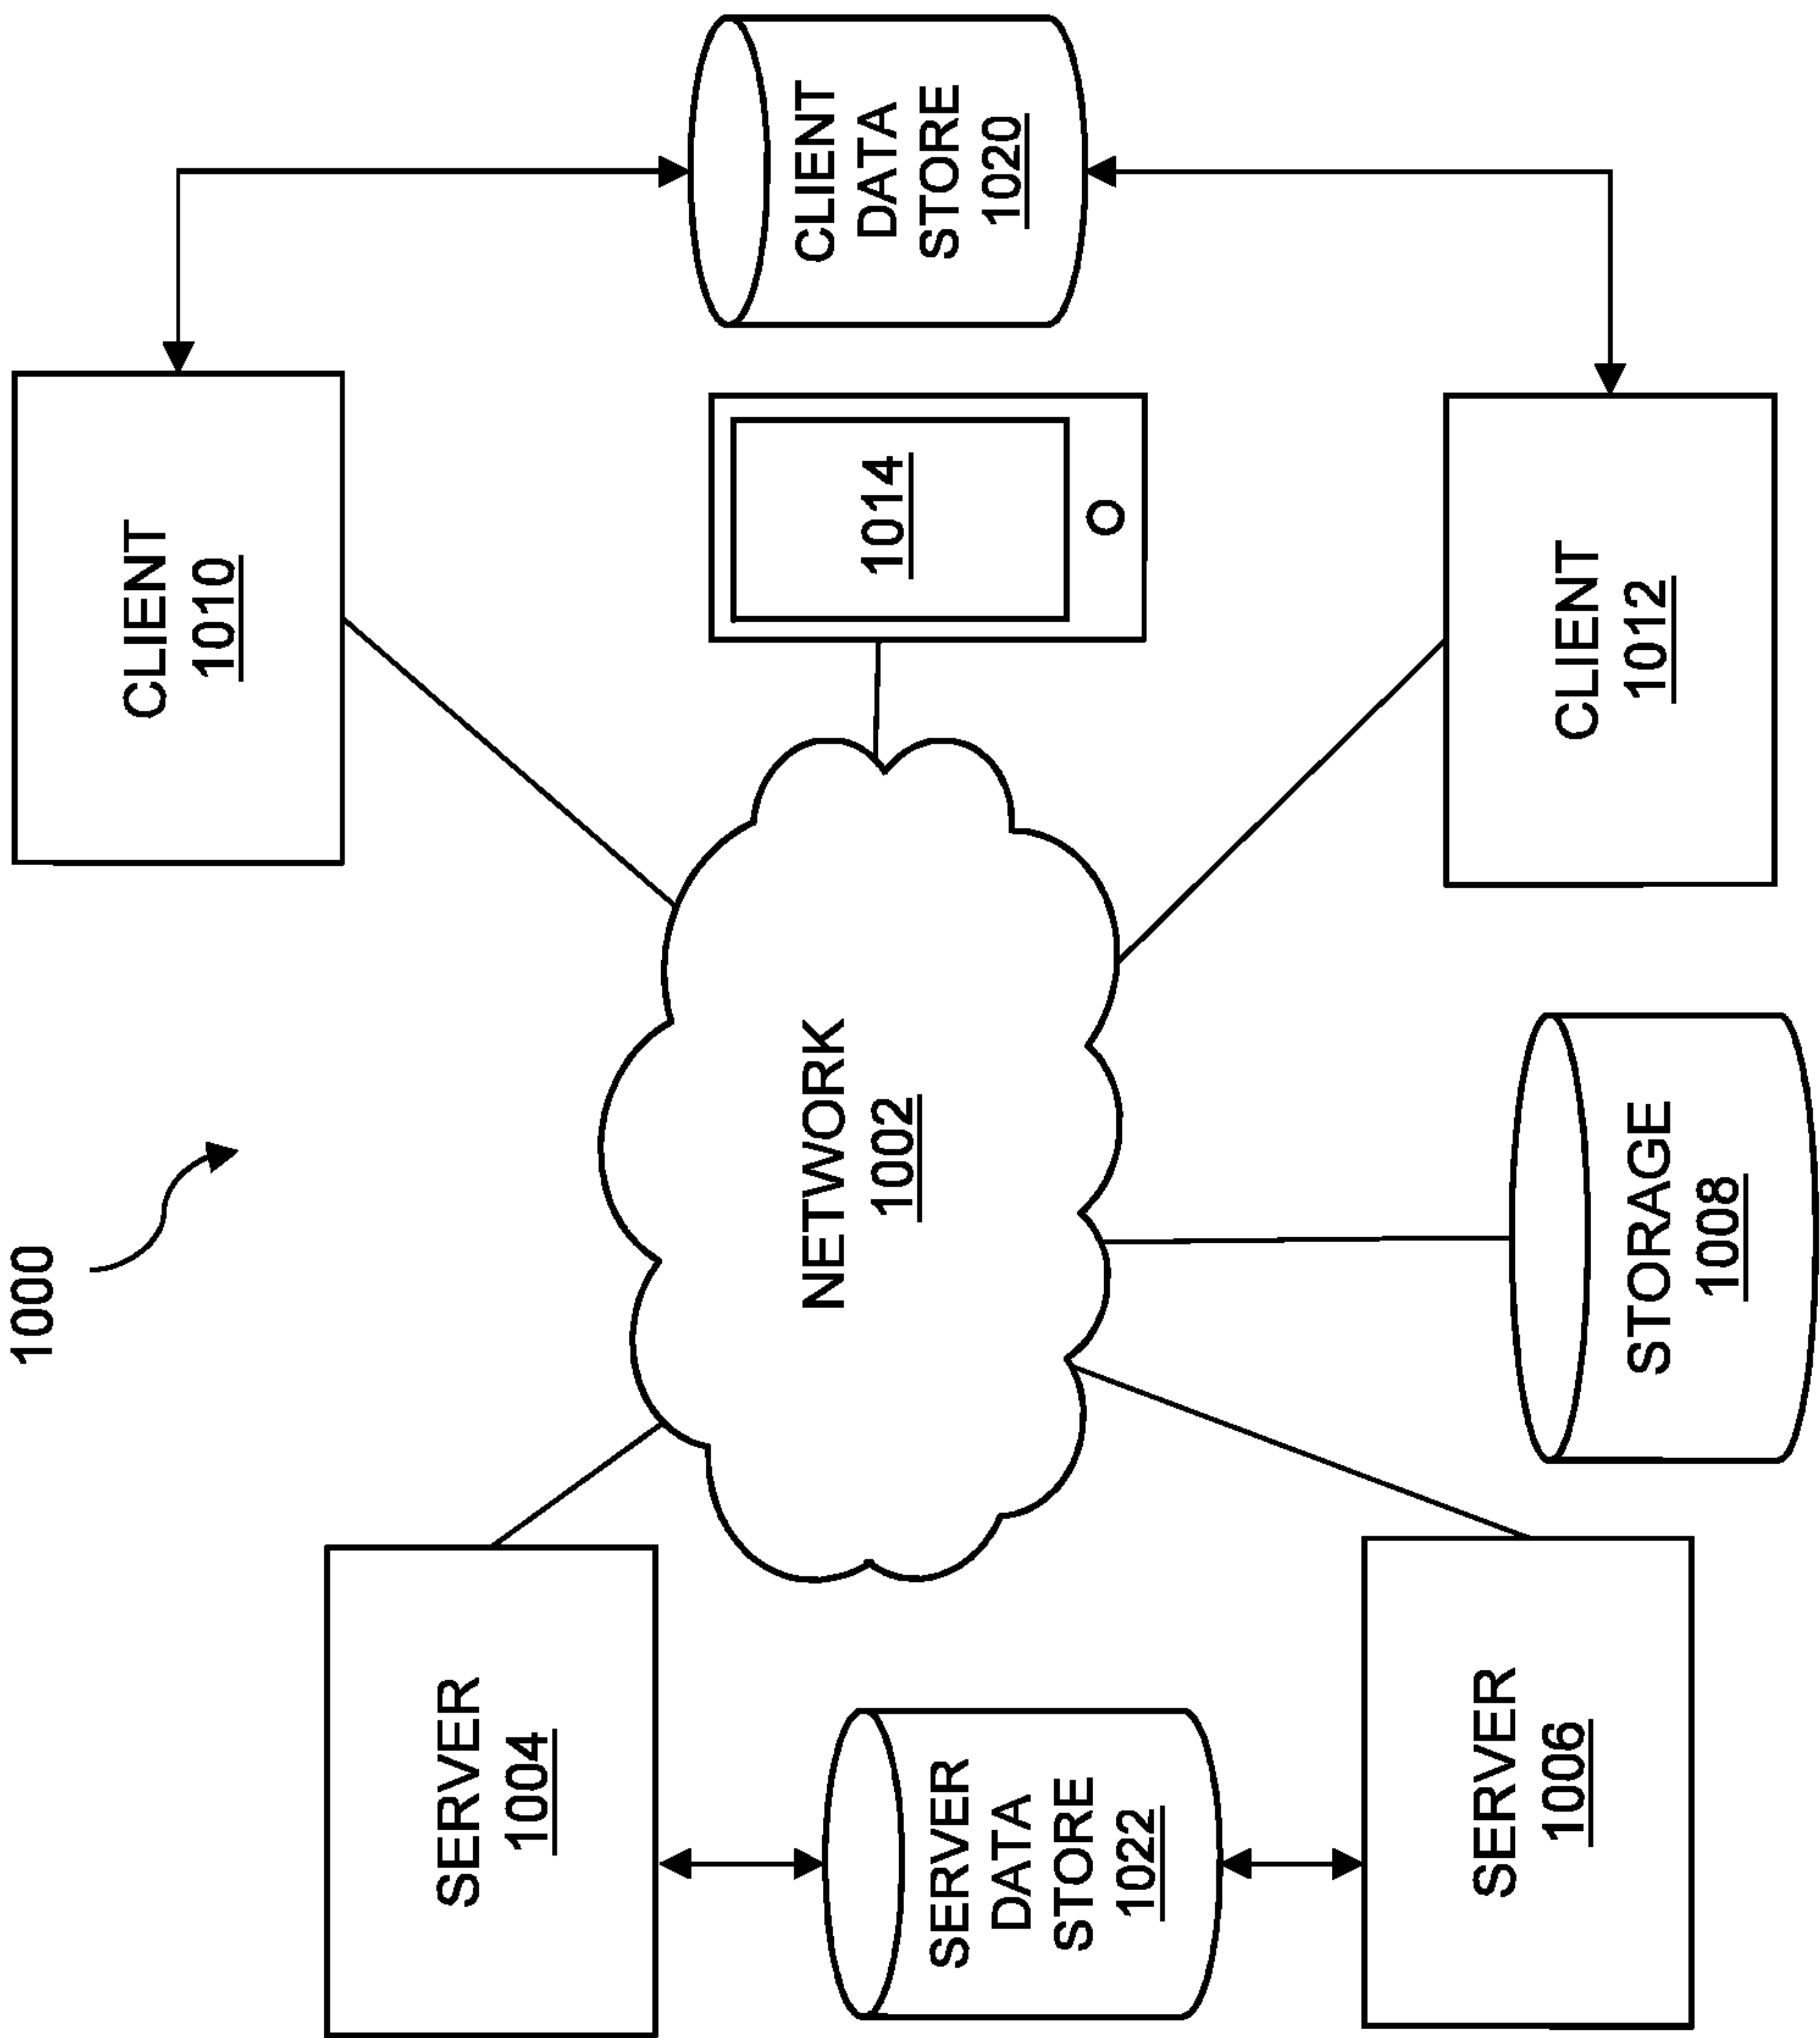 1000
SERVER
1004
SERVER
DATA
STORE
1022
SERVER
1006
NETWORK
1002
STORAGE
1008
CLIENT
1010
1014
CLIENT
1012
CLIENT
DATA
STORE
1020